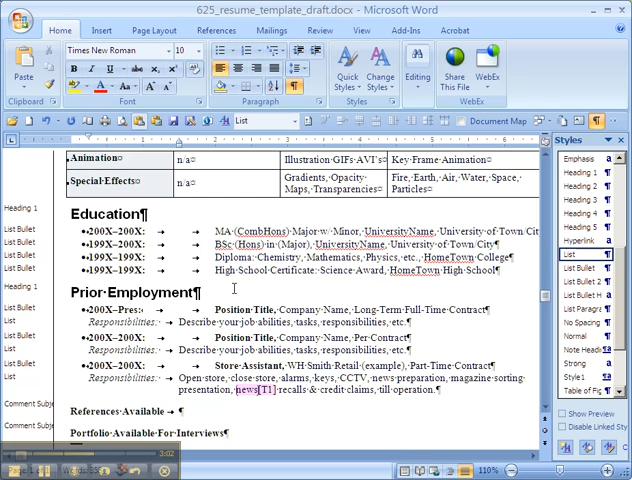 625_resume_template_draft.docx - Microsoft Word
Home Insert Page Layout References Mailings Review View Add-Ins Acrobat
Times New Roman 10
Paste
Quick Styles
Change Styles
Editing
Share This File
WebEx
Clipboard Font Paragraph Styles WebEx
List Document Map
Styles
Animation¤ n/a¤ Illustration·GIFs·AVI's¤ Key·Frame·Animation¤
Special·Effects¤ n/a¤ Gradients,·Opacity· Fire,·Earth,·Air,·Water,·Space,·
Maps,·Transparencies¤ Particles¤
Heading 1 Education¶
List Bullet •200X–200X: → → MA·(CombHons)·Major·w/·Minor,·UniversityName,·University·of·Town/Cit
List Bullet •199X–200X: → → BSc·(Hons)·in·(Major),·UniversityName,·University·of·Town/City¶
List Bullet •199X–199X: → → Diploma:·Chemistry,·Mathematics,·Physics,·etc.,·HomeTown·College¶
List Bullet •199X–199X: → → High·School·Certificate:·Science·Award,·HomeTown·High·School¶
Heading 1 Prior·Employment¶
List Bullet •200X–Pres: → Position·Title,·Company·Name,·Long-Term·Full-Time·Contract¶
List Responsibilities: → Describe·your·job·abilities,·tasks,·responsibilities,·etc.¶
List Bullet •200X–200X: → → Position·Title,·Company·Name,·Per·Contract¶
List Responsibilities: → Describe·your·job·abilities,·tasks,·responsibilities,·etc.¶
List Bullet •200X–200X: → → Store·Assistant,·WH·Smith·Retail·(example),·Part-Time·Contract¶
List Responsibilities: → Open·store,·close·store,·alarms,·keys,·CCTV,·news·preparation,·magazine·sorting·
presentation,·news[T1]·recalls·&·credit·claims,·till·operation.¶
Comment Subje References·Available → ¶
Comment Subje Portfolio·Available·For·Interviews¶
Emphasis
Heading 1
Heading 2
Heading 3
Heading 4
Heading 5
Hyperlink
List
List Bullet
List Bullet 2
List Bullet H
List Paragra
No Spacing
Normal
Note Headi
Strong
Style1
Table of Fig
Show Preview
Disable Linked Sty
3:02
110%